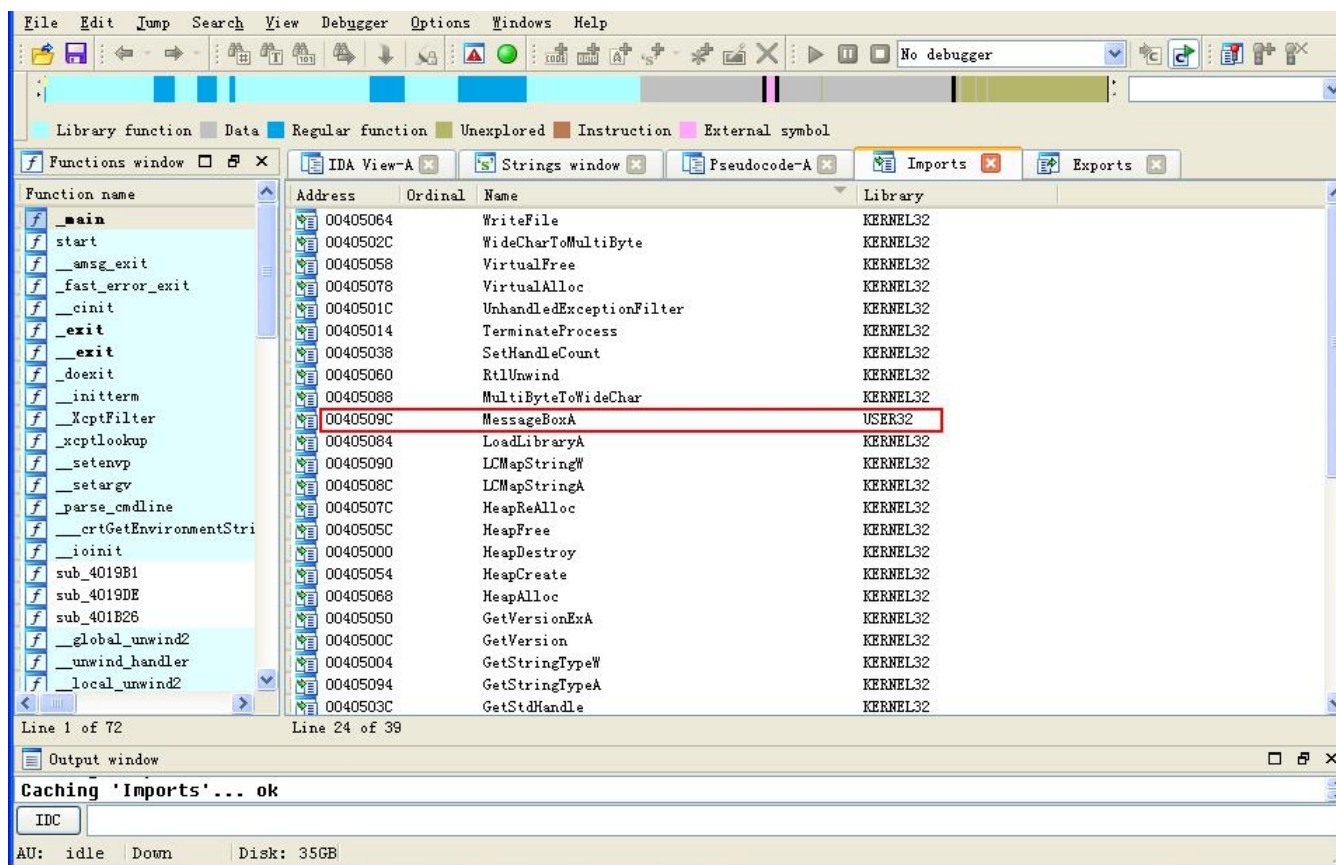 File Edit Jump Search View Debugger Options Windows Help
No debugger
Library function Data Regular function Unexplored Instruction External symbol
Functions window IDA View-A Strings window Pseudocode-A Imports Exports
Function name Address Ordinal Name Library
_main 00405064 WriteFile KERNEL32
start 0040502C WideCharToMultiByte KERNEL32
__amsg_exit 00405058 VirtualFree KERNEL32
_fast_error_exit 00405078 VirtualAlloc KERNEL32
__cinit 0040501C UnhandledExceptionFilter KERNEL32
_exit 00405014 TerminateProcess KERNEL32
__exit 00405038 SetHandleCount KERNEL32
_doexit 00405060 RtlUnwind KERNEL32
__initterm 00405088 MultiByteToWideChar KERNEL32
__XcptFilter 0040509C MessageBoxA USER32
_xcptlookup 00405084 LoadLibraryA KERNEL32
__setenvp 00405090 LCMapStringW KERNEL32
__setargv 0040508C LCMapStringA KERNEL32
_parse_cmdline 0040507C HeapReAlloc KERNEL32
___crtGetEnvironmentStri 0040505C HeapFree KERNEL32
__ioinit 00405000 HeapDestroy KERNEL32
sub_4019B1 00405054 HeapCreate KERNEL32
sub_4019DE 00405068 HeapAlloc KERNEL32
sub_401B26 00405050 GetVersionExA KERNEL32
__global_unwind2 0040500C GetVersion KERNEL32
__unwind_handler 00405004 GetStringTypeW KERNEL32
__local_unwind2 00405094 GetStringTypeA KERNEL32
0040503C GetStdHandle KERNEL32
Line 1 of 72 Line 24 of 39
Output window
Caching 'Imports'... ok
IDC
AU: idle Down Disk: 35GB